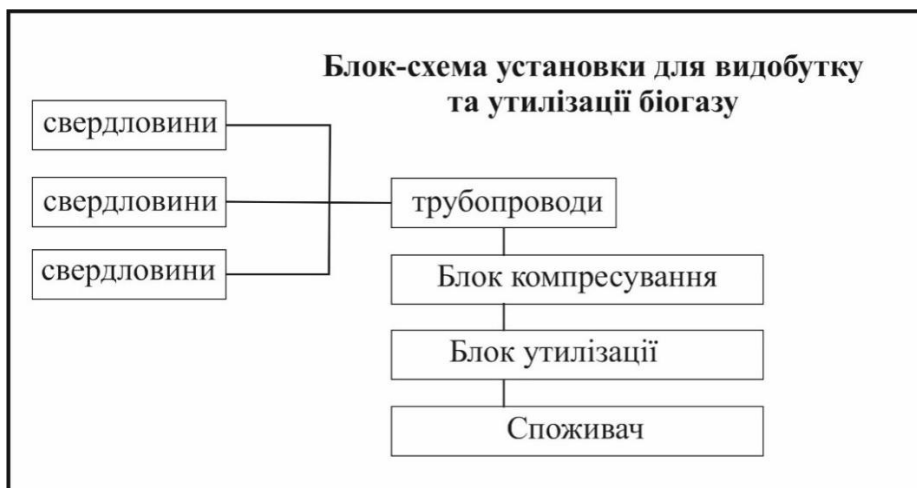 Блок-схема установки для видобутку
та утилізації біогазу
свердловини
свердловини
свердловини
трубопроводи
Блок компресування
Блок утилізації
Споживач